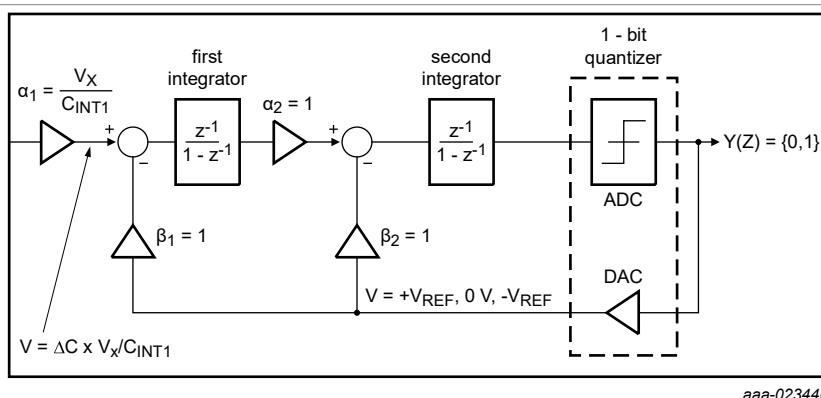 first
integrator
second
integrator
1 - bit
quantizer
α1 = VX
CINT1
α2 = 1
+
−
+
−
z-1
1 - z-1
z-1
1 - z-1
ADC
Y(Z) = {0,1}
β1 = 1
β2 = 1
DAC
V = +VREF, 0 V, -VREF
V = ΔC x Vx/CINT1